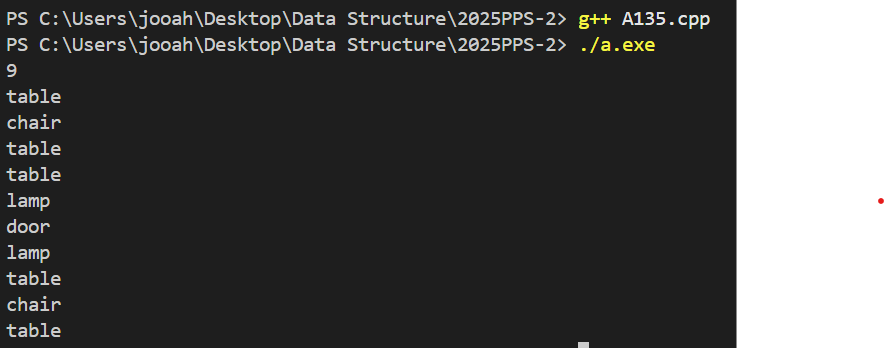 PS C:\Users\jooah\Desktop\Data Structure\2025PPS-2> g++ A135.cpp
PS C:\Users\jooah\Desktop\Data Structure\2025PPS-2> ./a.exe
9
table
chair
table
table
lamp
door
lamp
table
chair
table